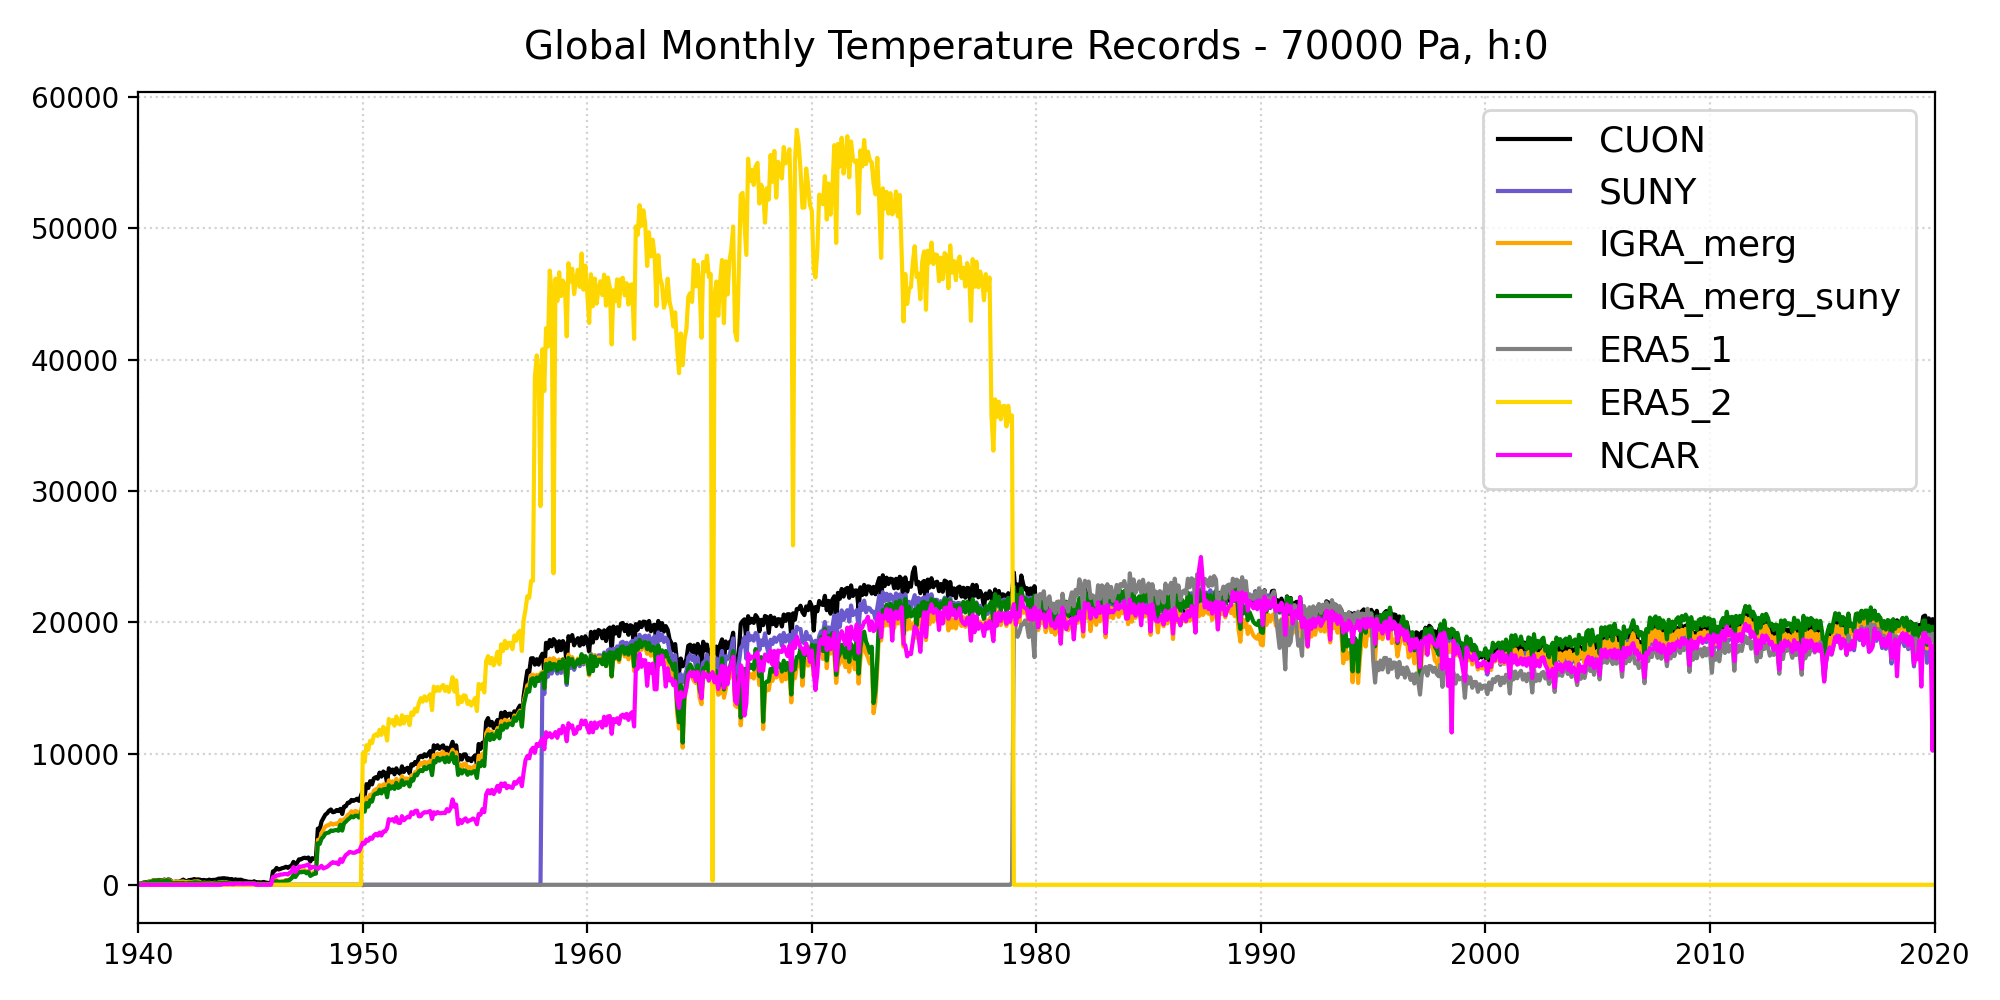 Global Monthly Temperature Records - 70000 Pa, h:0
60000
50000
40000
30000
20000
10000
0
CUON
SUNY
IGRA_merg
IGRA_merg_suny
ERA5_1
ERA5_2
NCAR
1940 1950 1960 1970 1980 1990 2000 2010 2020